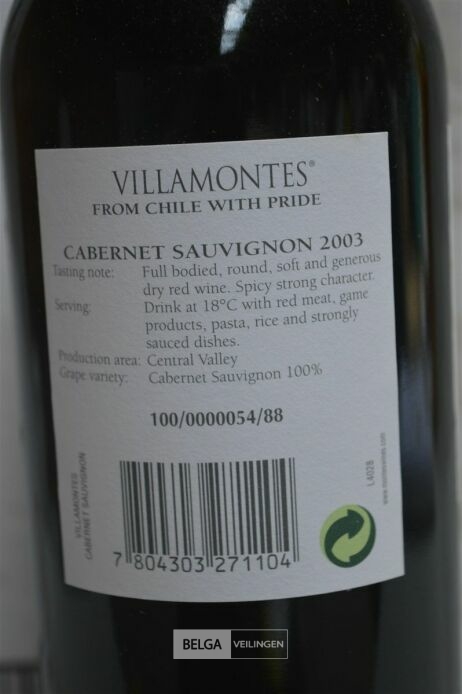 VILLAMONTES®
FROM CHILE WITH PRIDE
CABERNET SAUVIGNON 2003
Tasting note: Full bodied, round, soft and generous
dry red wine. Spicy strong character.
Serving: Drink at 18°C with red meat, game
products, pasta, rice and strongly
sauced dishes.
Production area: Central Valley
Grape variety: Cabernet Sauvignon 100%
100/0000054/88
VILLAMONTES
CABERNET SAUVIGNON
7 804303 271104
L4028
www.monteswines.com
BELGA VEILINGEN